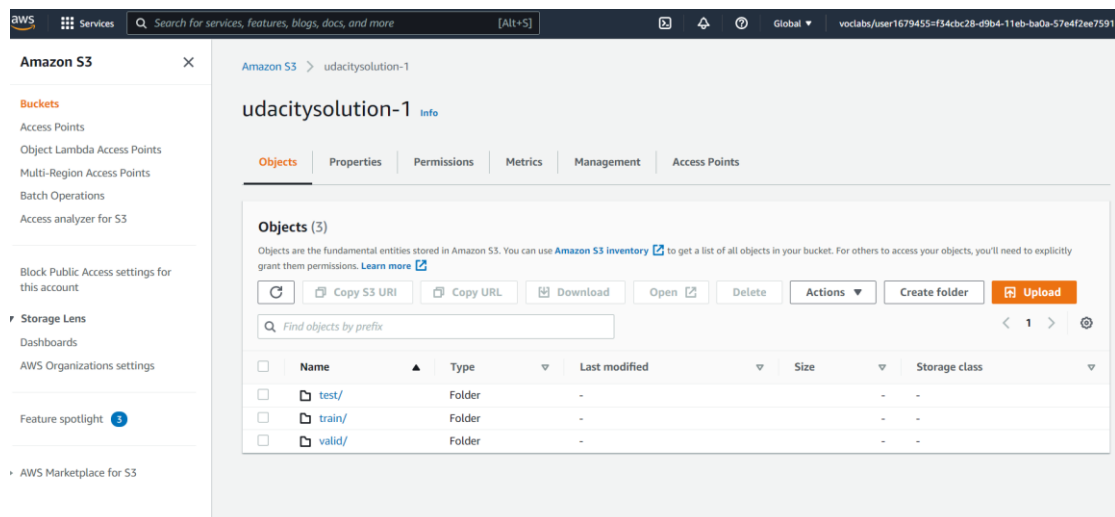 aws Services Search for services, features, blogs, docs, and more [Alt+S] Global voclabs/user1679455=f34cbc28-d9b4-11eb-ba0a-57e4f2ee7591
Amazon S3
Buckets
Access Points
Object Lambda Access Points
Multi-Region Access Points
Batch Operations
Access analyzer for S3
Block Public Access settings for
this account
Storage Lens
Dashboards
AWS Organizations settings
Feature spotlight 3
AWS Marketplace for S3
Amazon S3 > udacitysolution-1
udacitysolution-1 Info
Objects Properties Permissions Metrics Management Access Points
Objects (3)
Objects are the fundamental entities stored in Amazon S3. You can use Amazon S3 inventory to get a list of all objects in your bucket. For others to access your objects, you'll need to explicitly
grant them permissions. Learn more
Copy S3 URI Copy URL Download Open Delete Actions Create folder Upload
Find objects by prefix < 1 >
Name Type Last modified Size Storage class
test/ Folder - - -
train/ Folder - - -
valid/ Folder - - -